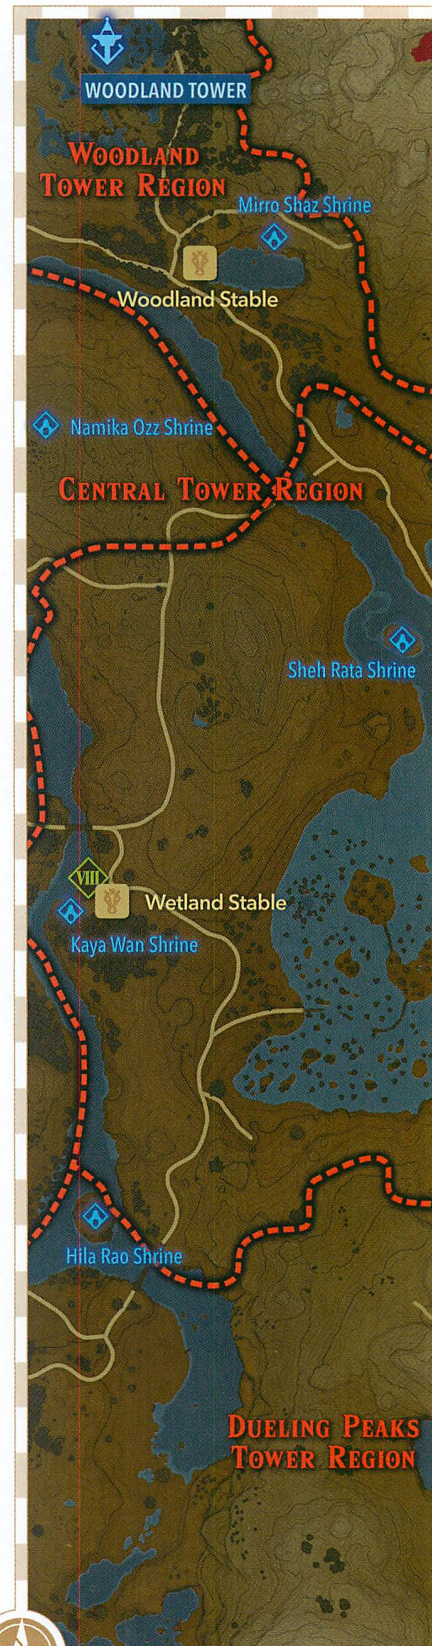 WOODLAND TOWER
WOODLAND
TOWER REGION
Mirro Shaz Shrine
Woodland Stable
Namika Ozz Shrine
CENTRAL TOWER REGION
Sheh Rata Shrine
VIII
Wetland Stable
Kaya Wan Shrine
Hila Rao Shrine
DUELING PEAKS
TOWER REGION